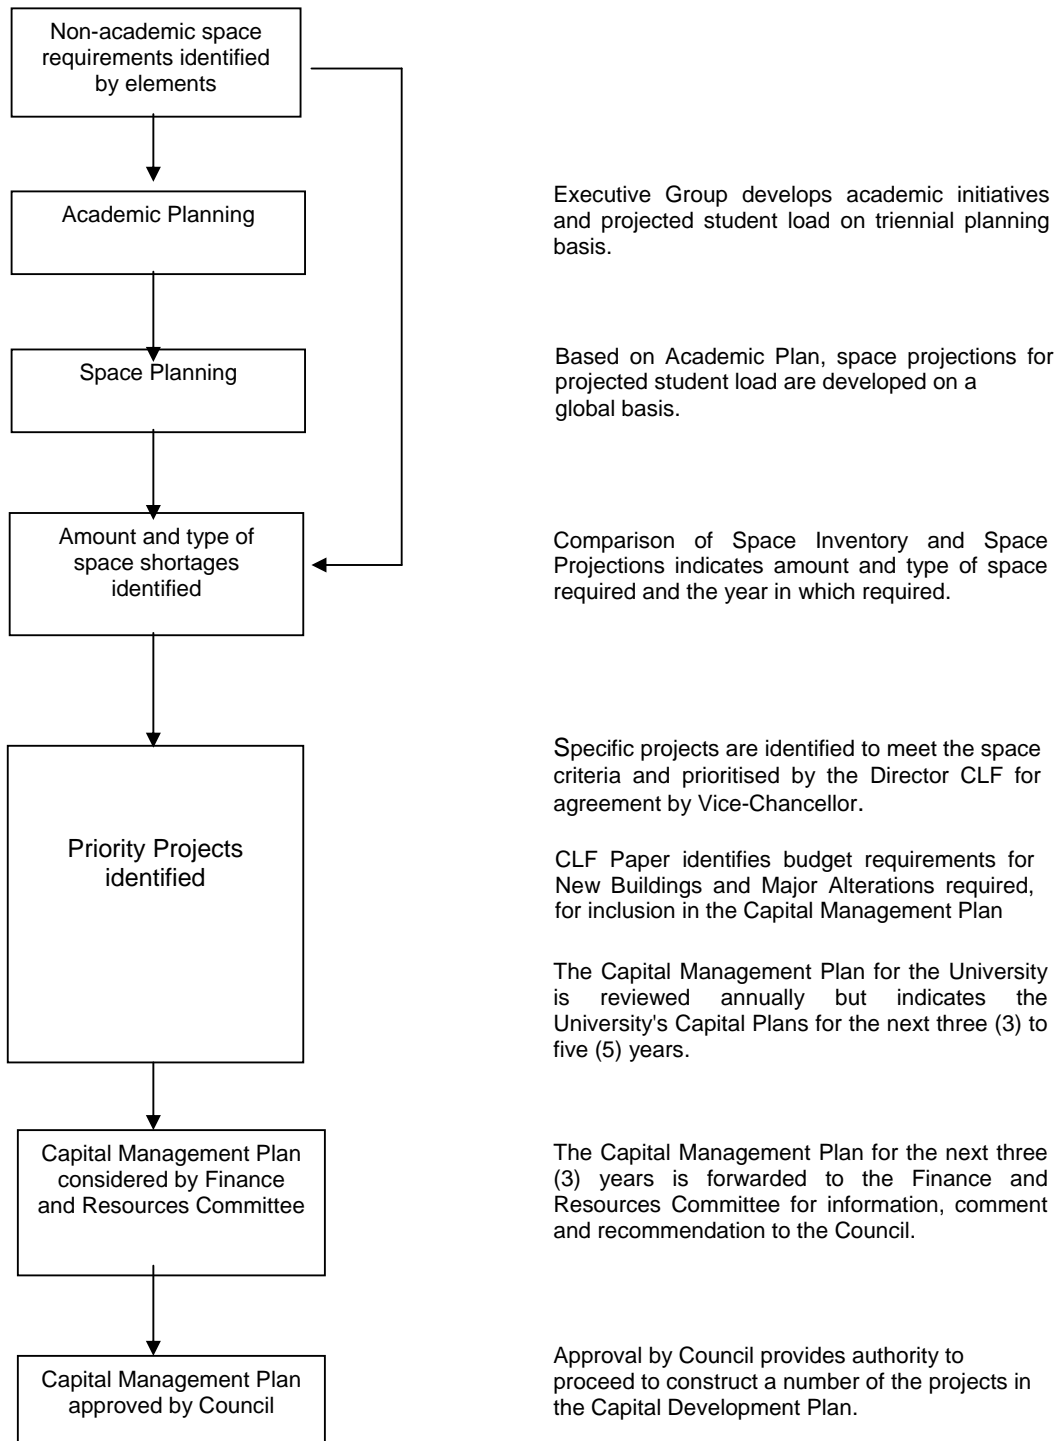 Non-academic space
requirements identified
by elements
Academic Planning
Executive Group develops academic initiatives
and projected student load on triennial planning
basis.
Space Planning
Based on Academic Plan, space projections for
projected student load are developed on a
global basis.
Amount and type of
space shortages
identified
Comparison of Space Inventory and Space
Projections indicates amount and type of space
required and the year in which required.
Priority Projects
identified
Specific projects are identified to meet the space
criteria and prioritised by the Director CLF for
agreement by Vice-Chancellor.
CLF Paper identifies budget requirements for
New Buildings and Major Alterations required,
for inclusion in the Capital Management Plan
The Capital Management Plan for the University
is reviewed annually but indicates the
University's Capital Plans for the next three (3) to
five (5) years.
Capital Management Plan
considered by Finance
and Resources Committee
The Capital Management Plan for the next three
(3) years is forwarded to the Finance and
Resources Committee for information, comment
and recommendation to the Council.
Capital Management Plan
approved by Council
Approval by Council provides authority to
proceed to construct a number of the projects in
the Capital Development Plan.